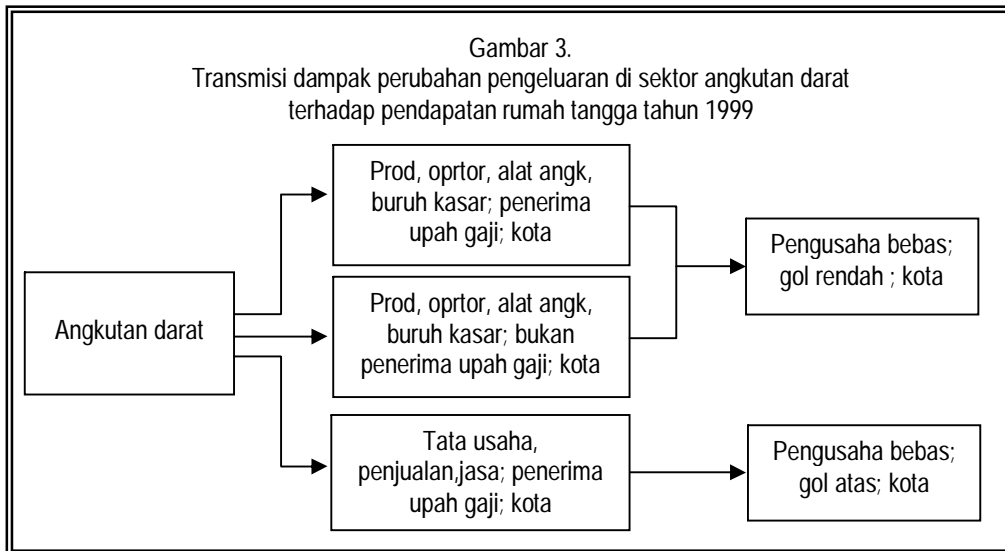 Gambar 3.
Transmisi dampak perubahan pengeluaran di sektor angkutan darat
terhadap pendapatan rumah tangga tahun 1999
Angkutan darat
Prod, oprtor, alat angk,
buruh kasar; penerima
upah gaji; kota
Prod, oprtor, alat angk,
buruh kasar; bukan
penerima upah gaji; kota
Tata usaha,
penjualan,jasa; penerima
upah gaji; kota
Pengusaha bebas;
gol rendah ; kota
Pengusaha bebas;
gol atas; kota